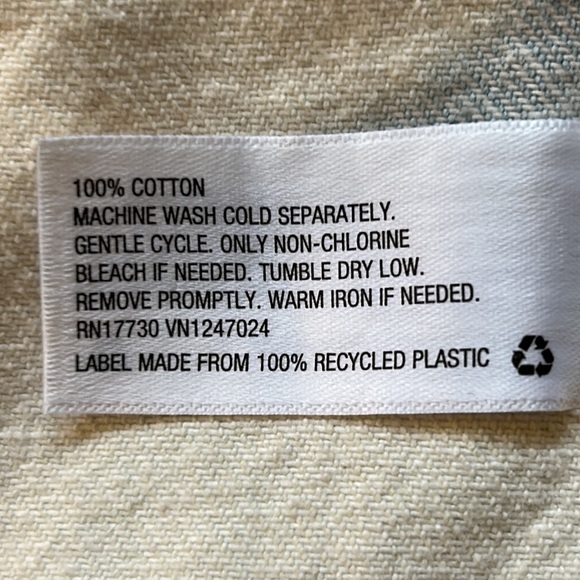 100% COTTON
MACHINE WASH COLD SEPARATELY.
GENTLE CYCLE. ONLY NON-CHLORINE
BLEACH IF NEEDED. TUMBLE DRY LOW.
REMOVE PROMPTLY. WARM IRON IF NEEDED.
RN17730 VN1247024
LABEL MADE FROM 100% RECYCLED PLASTIC